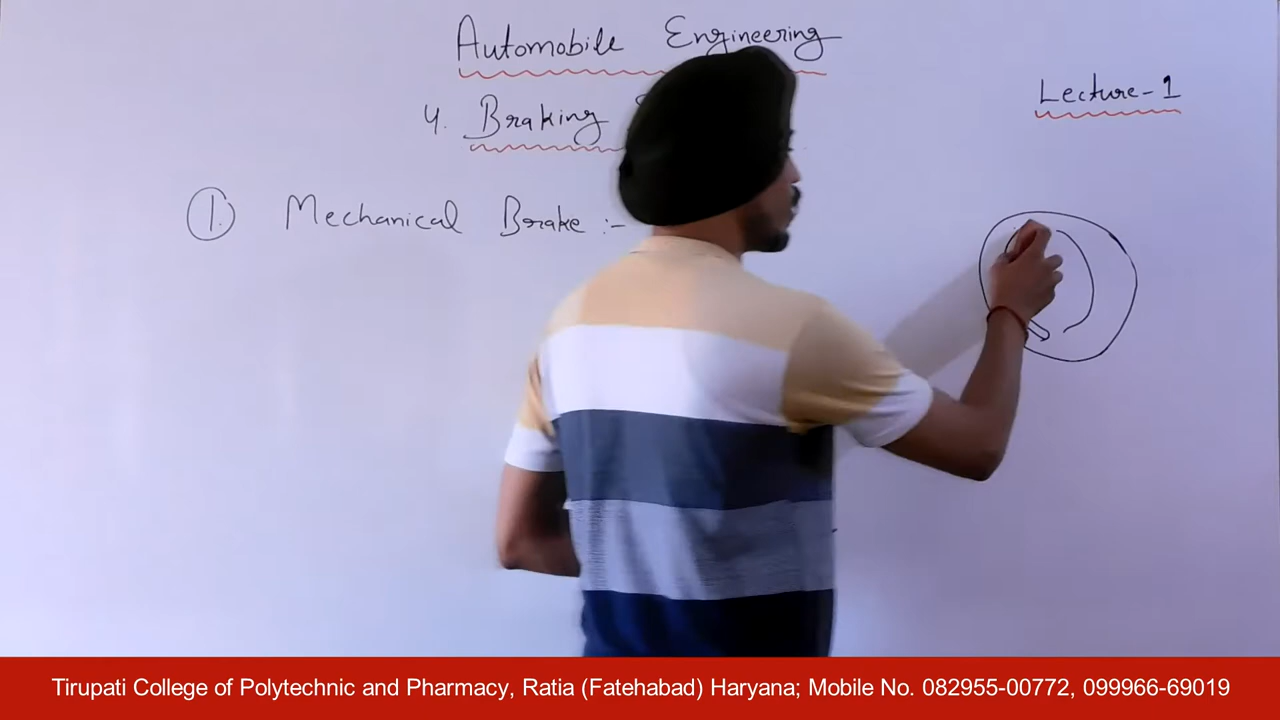 Automobile Engineering
Lecture-1
4. Braking
1. Mechanical Brake :-
Tirupati College of Polytechnic and Pharmacy, Ratia (Fatehabad) Haryana; Mobile No. 082955-00772, 099966-69019